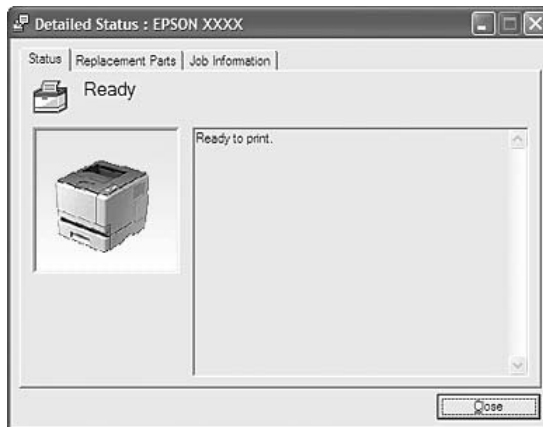 Detailed Status : EPSON XXXX
Status Replacement Parts Job Information
Ready
Ready to print.
Close